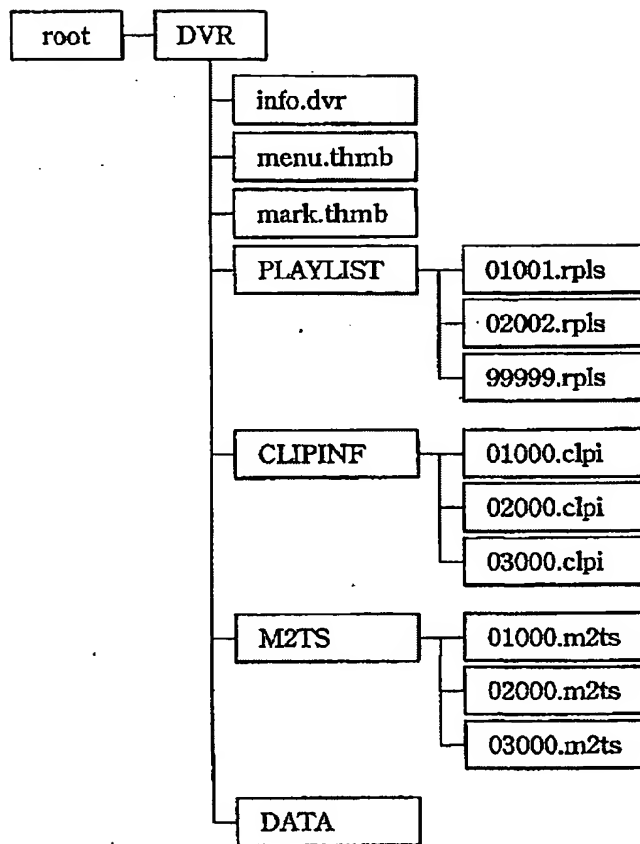 root DVR
info.dvr
menu.thmb
mark.thmb
PLAYLIST 01001.rpls
02002.rpls
99999.rpls
CLIPINF 01000.clpi
02000.clpi
03000.clpi
M2TS 01000.m2ts
02000.m2ts
03000.m2ts
DATA